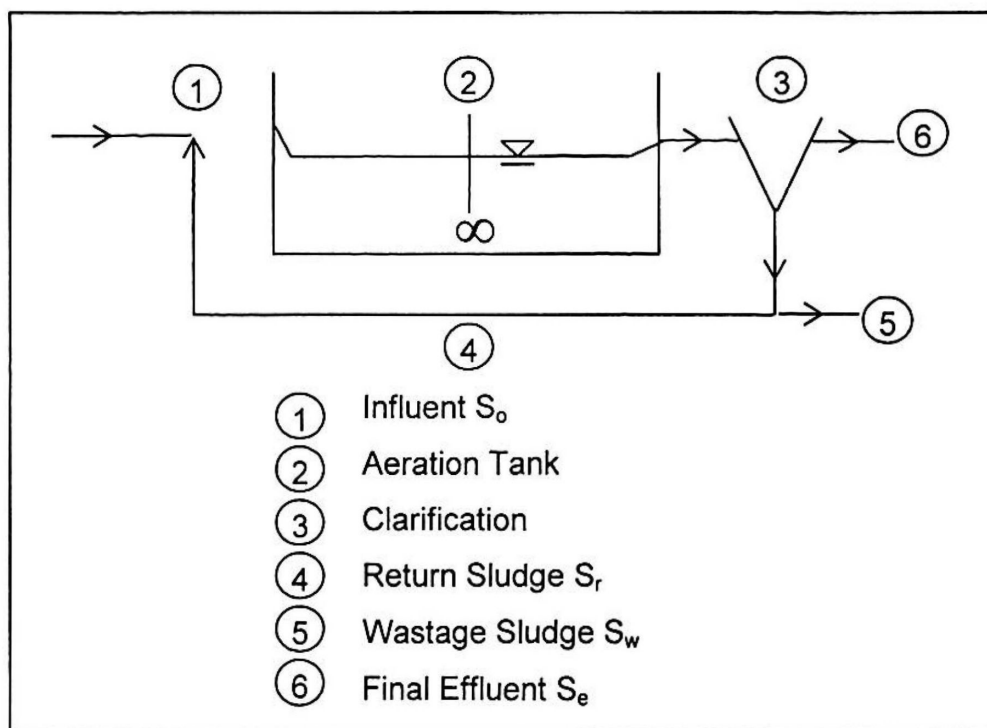 1
2
3
6
∞
5
4
1 Influent Sₒ
2 Aeration Tank
3 Clarification
4 Return Sludge Sᵣ
5 Wastage Sludge S_w
6 Final Effluent Sₑ